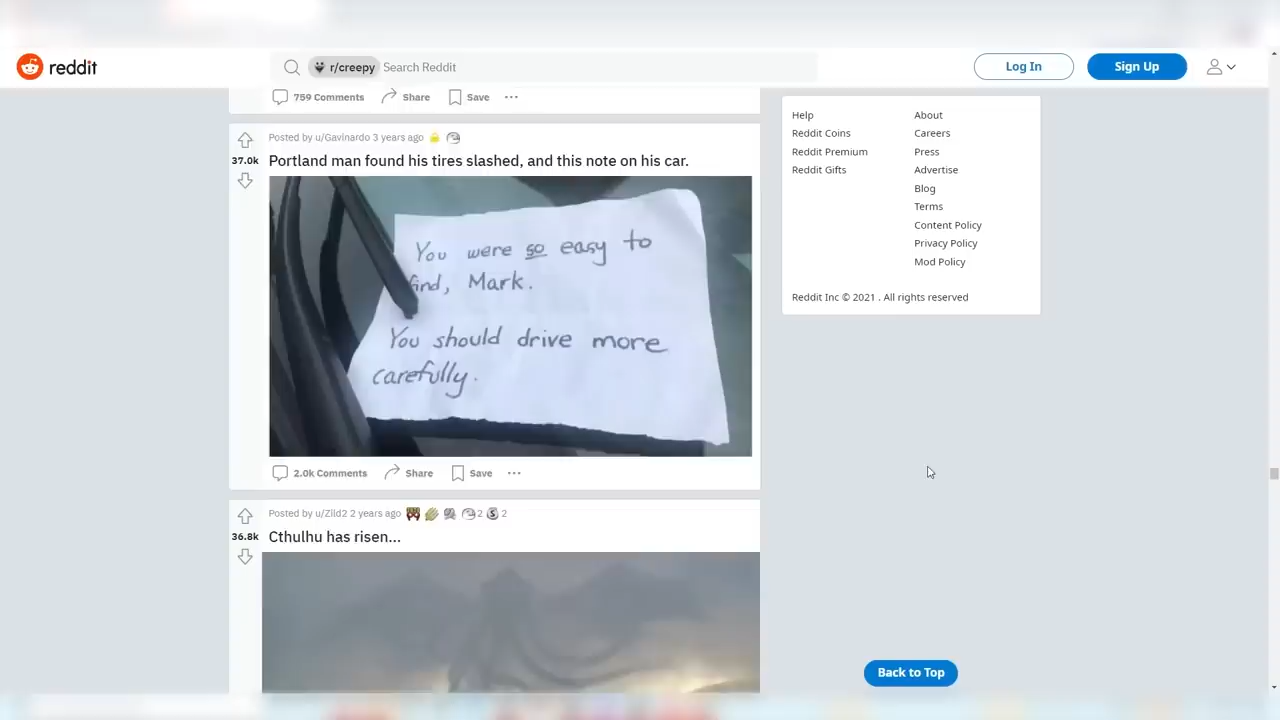 reddit
r/creepy Search Reddit
Log In
Sign Up
759 Comments Share Save
Help
About
Reddit Coins
Careers
Reddit Premium
Press
Reddit Gifts
Advertise
Blog
Terms
Content Policy
Privacy Policy
Mod Policy
Reddit Inc © 2021 . All rights reserved
Posted by u/Gavinardo 3 years ago
37.0k
Portland man found his tires slashed, and this note on his car.
You were so easy to
find, Mark.
You should drive more
carefully.
2.0k Comments Share Save
Posted by u/Zild2 2 years ago 2 2
36.8k
Cthulhu has risen...
Back to Top